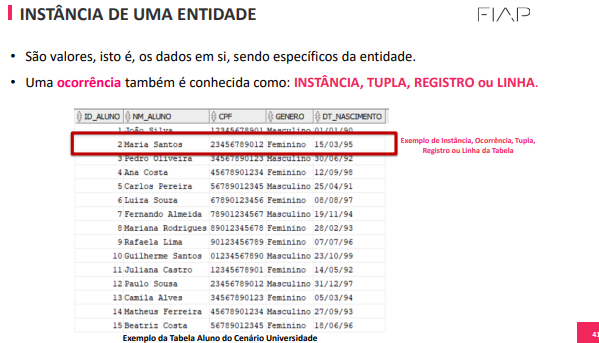 INSTÂNCIA DE UMA ENTIDADE
FIAP
• São valores, isto é, os dados em si, sendo específicos da entidade.
• Uma ocorrência também é conhecida como: INSTÂNCIA, TUPLA, REGISTRO ou LINHA.
ID_ALUNO NM_ALUNO CPF GENERO DT_NASCIMENTO
1 João Silva 12345678901 Masculino 01/01/90
2 Maria Santos 23456789012 Feminino 15/03/95
3 Pedro Oliveira 34567890123 Masculino 30/06/92
4 Ana Costa 45678901234 Feminino 12/09/98
5 Carlos Pereira 56789012345 Masculino 25/04/91
6 Luiza Souza 67890123456 Feminino 08/08/97
7 Fernando Almeida 78901234567 Masculino 19/11/94
8 Mariana Rodrigues 89012345678 Feminino 28/02/93
9 Rafaela Lima 90123456789 Feminino 07/07/96
10 Guilherme Santos 01234567890 Masculino 23/10/99
11 Juliana Castro 12345678901 Feminino 14/05/92
12 Paulo Sousa 23456789012 Masculino 31/12/97
13 Camila Alves 34567890123 Feminino 05/03/94
14 Matheus Ferreira 45678901234 Masculino 27/09/93
15 Beatriz Costa 56789012345 Feminino 18/06/96
Exemplo de Instância, Ocorrência, Tupla,
Registro ou Linha da Tabela
Exemplo da Tabela Aluno do Cenário Universidade
41